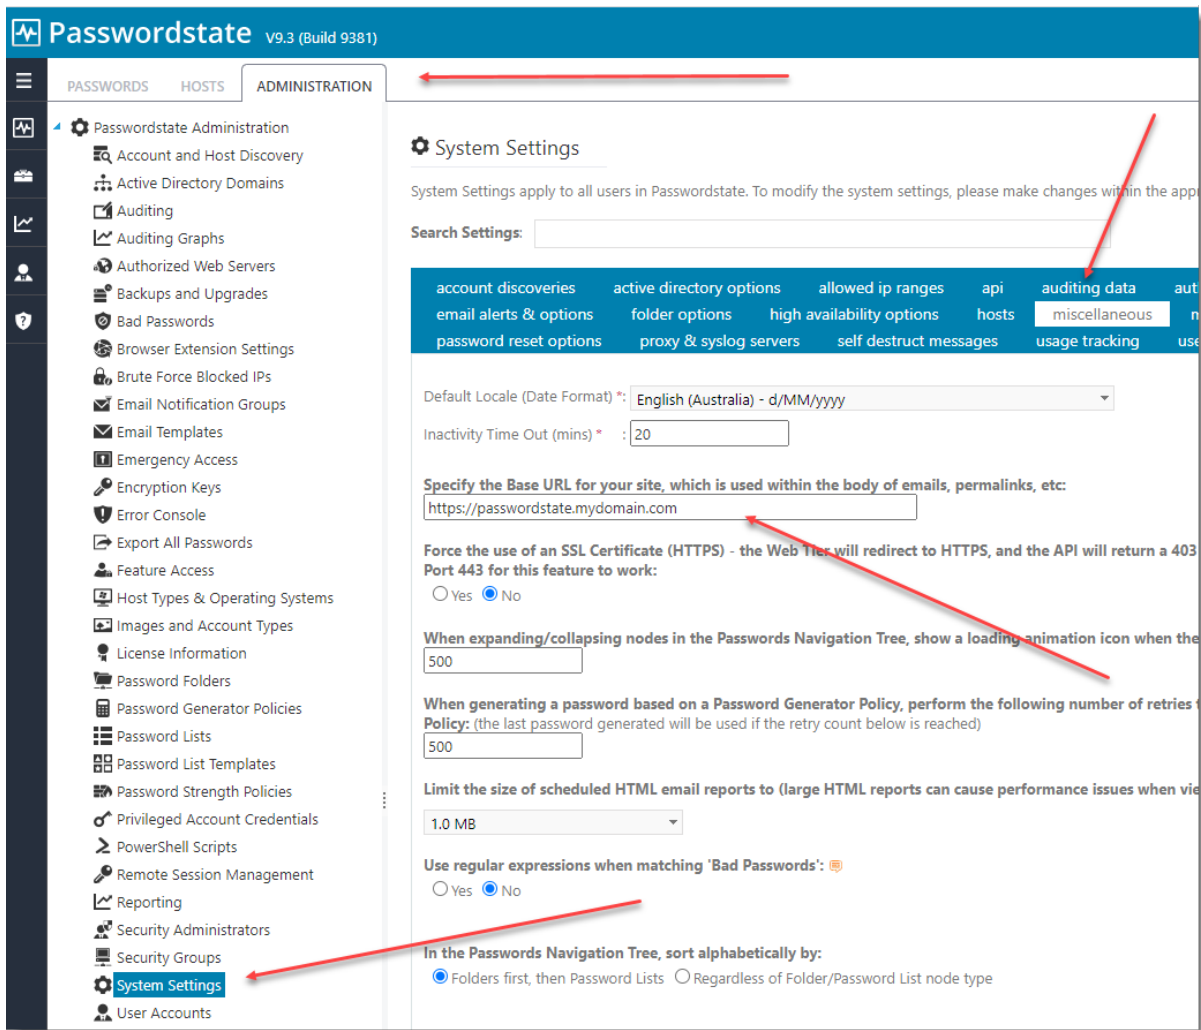 Passwordstate V9.3 (Build 9381)
PASSWORDS HOSTS ADMINISTRATION
Passwordstate Administration
Account and Host Discovery
Active Directory Domains
Auditing
Auditing Graphs
Authorized Web Servers
Backups and Upgrades
Bad Passwords
Browser Extension Settings
Brute Force Blocked IPs
Email Notification Groups
Email Templates
Emergency Access
Encryption Keys
Error Console
Export All Passwords
Feature Access
Host Types & Operating Systems
Images and Account Types
License Information
Password Folders
Password Generator Policies
Password Lists
Password List Templates
Password Strength Policies
Privileged Account Credentials
PowerShell Scripts
Remote Session Management
Reporting
Security Administrators
Security Groups
System Settings
User Accounts
System Settings
System Settings apply to all users in Passwordstate. To modify the system settings, please make changes within the appr
Search Settings:
account discoveries active directory options allowed ip ranges api auditing data aut
email alerts & options folder options high availability options hosts miscellaneous m
password reset options proxy & syslog servers self destruct messages usage tracking use
Default Locale (Date Format) *: English (Australia) - d/MM/yyyy
Inactivity Time Out (mins) * : 20
Specify the Base URL for your site, which is used within the body of emails, permalinks, etc:
https://passwordstate.mydomain.com
Force the use of an SSL Certificate (HTTPS) - the Web Tier will redirect to HTTPS, and the API will return a 403
Port 443 for this feature to work:
Yes No
When expanding/collapsing nodes in the Passwords Navigation Tree, show a loading animation icon when the
500
When generating a password based on a Password Generator Policy, perform the following number of retries t
Policy: (the last password generated will be used if the retry count below is reached)
500
Limit the size of scheduled HTML email reports to (large HTML reports can cause performance issues when vie
1.0 MB
Use regular expressions when matching 'Bad Passwords':
Yes No
In the Passwords Navigation Tree, sort alphabetically by:
Folders first, then Password Lists Regardless of Folder/Password List node type